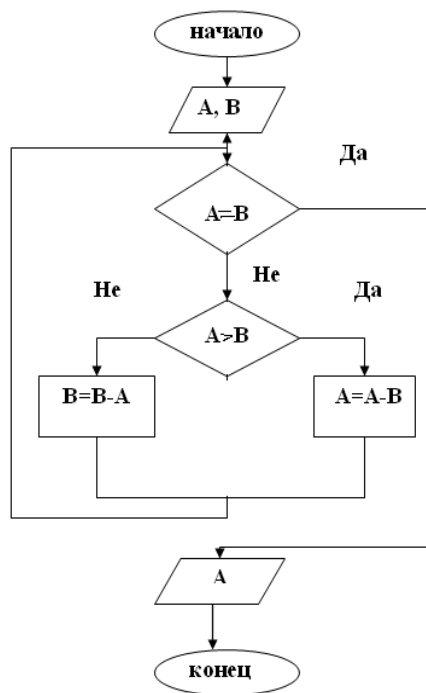 начало
A, B
Да
A=B
Не
Не
Да
A>B
B=B-A
A=A-B
A
конец